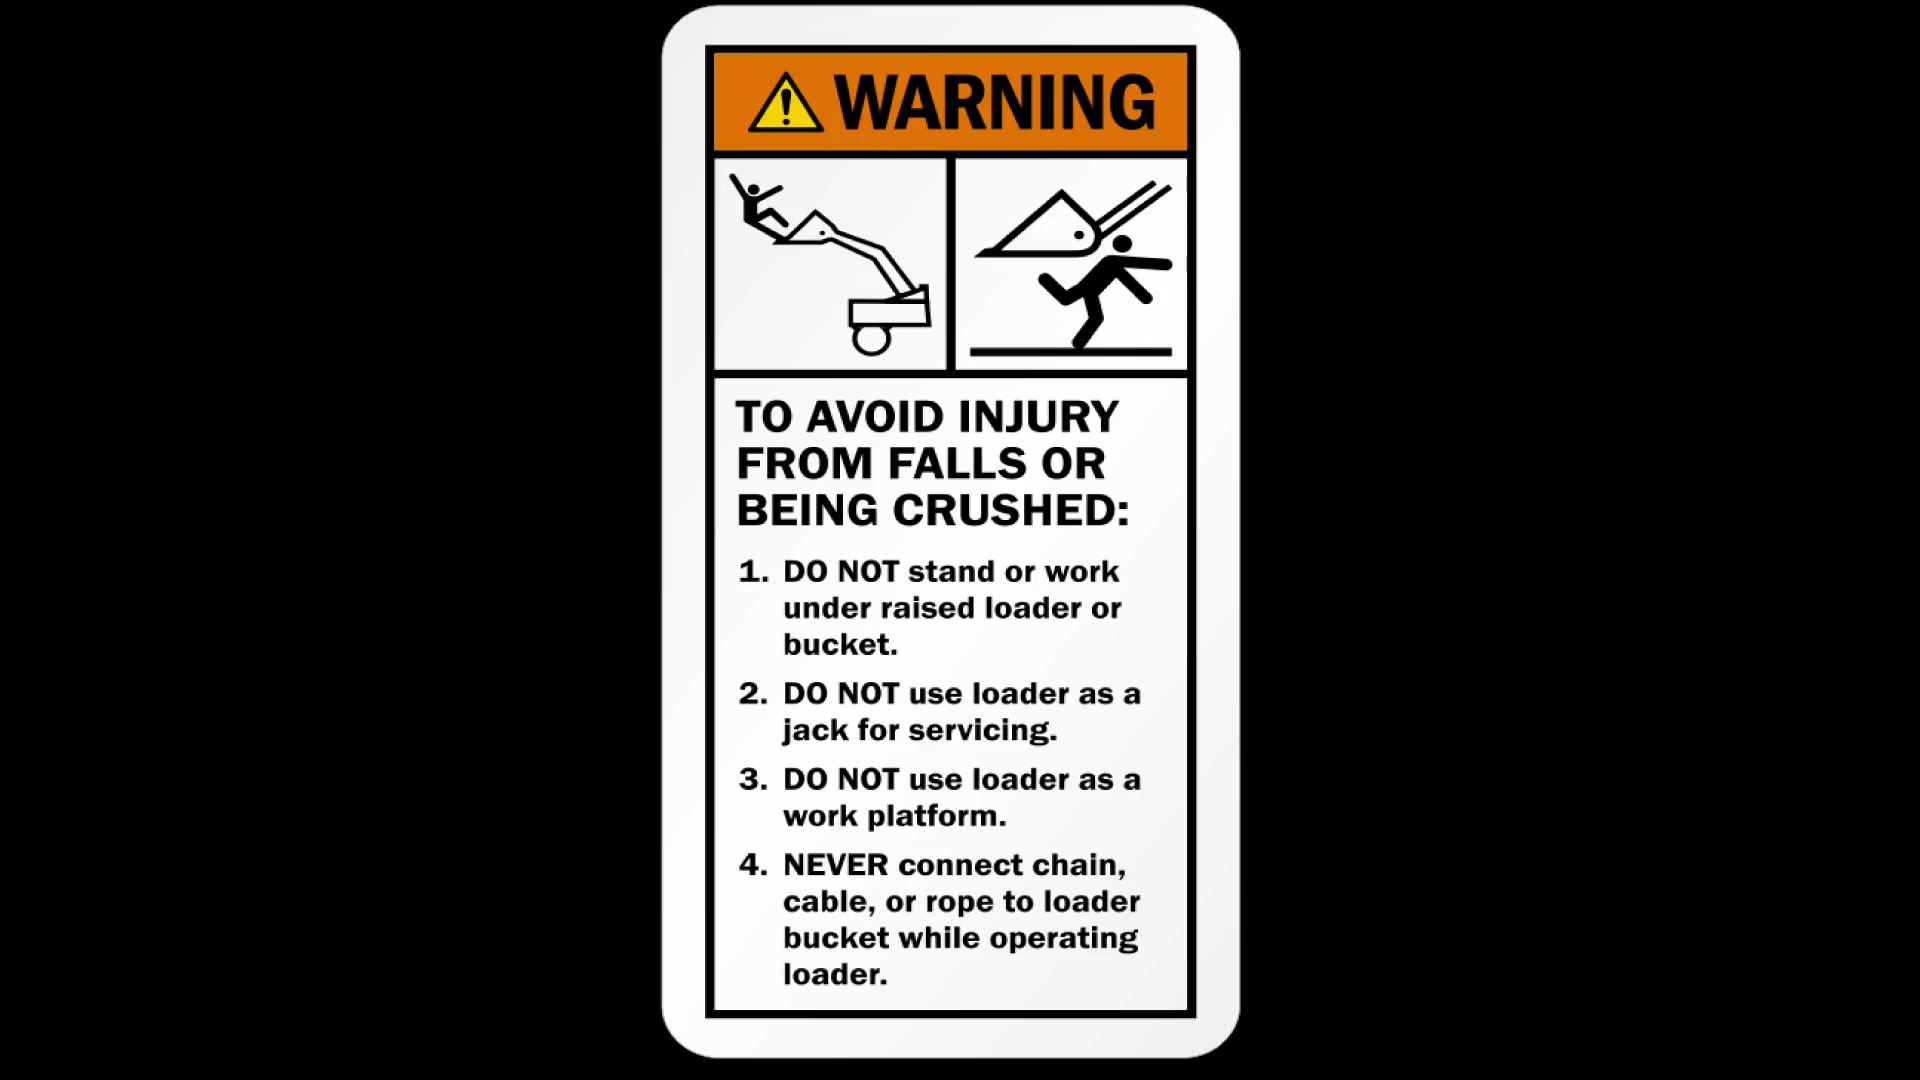 WARNING
TO AVOID INJURY
FROM FALLS OR
BEING CRUSHED:
1. DO NOT stand or work
under raised loader or
bucket.
2. DO NOT use loader as a
jack for servicing.
3. DO NOT use loader as a
work platform.
4. NEVER connect chain,
cable, or rope to loader
bucket while operating
loader.